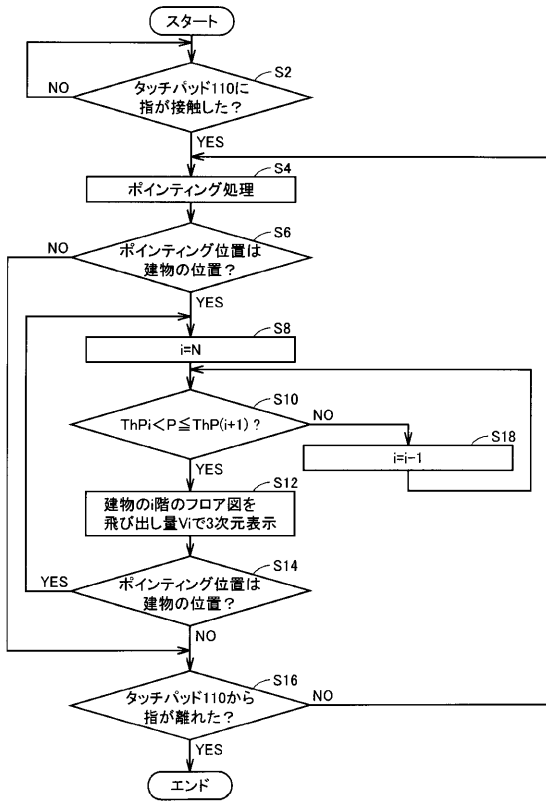 スタート
S2
タッチパッド110に
指が接触した？
NO
YES
S4
ポインティング処理
S6
NO
ポインティング位置は
建物の位置？
YES
S8
i=N
S10
ThPi＜P≦ThP(i+1)？
NO
S18
i=i-1
YES
S12
建物のi階のフロア図を
飛び出し量Viで3次元表示
S14
YES
ポインティング位置は
建物の位置？
NO
S16
タッチパッド110から
指が離れた？
NO
YES
エンド